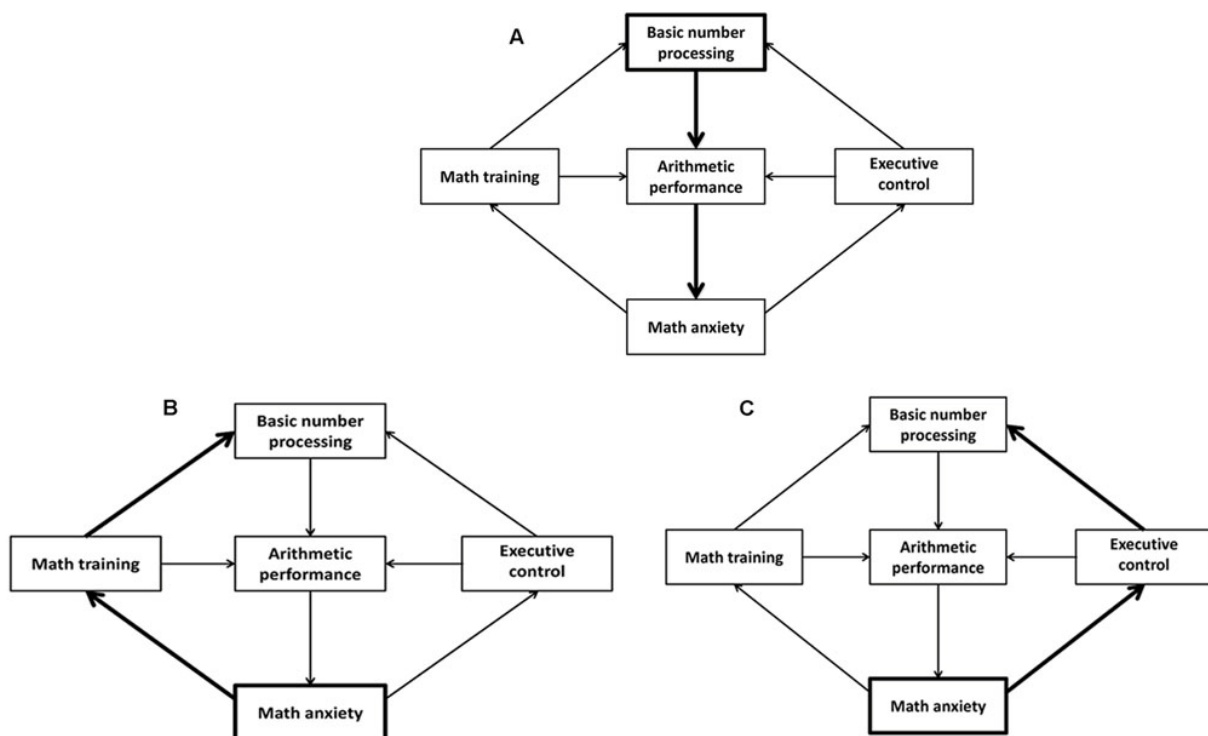 A
Basic number
processing
Math training
Arithmetic
performance
Executive
control
Math anxiety
B
Basic number
processing
Math training
Arithmetic
performance
Executive
control
Math anxiety
C
Basic number
processing
Math training
Arithmetic
performance
Executive
control
Math anxiety